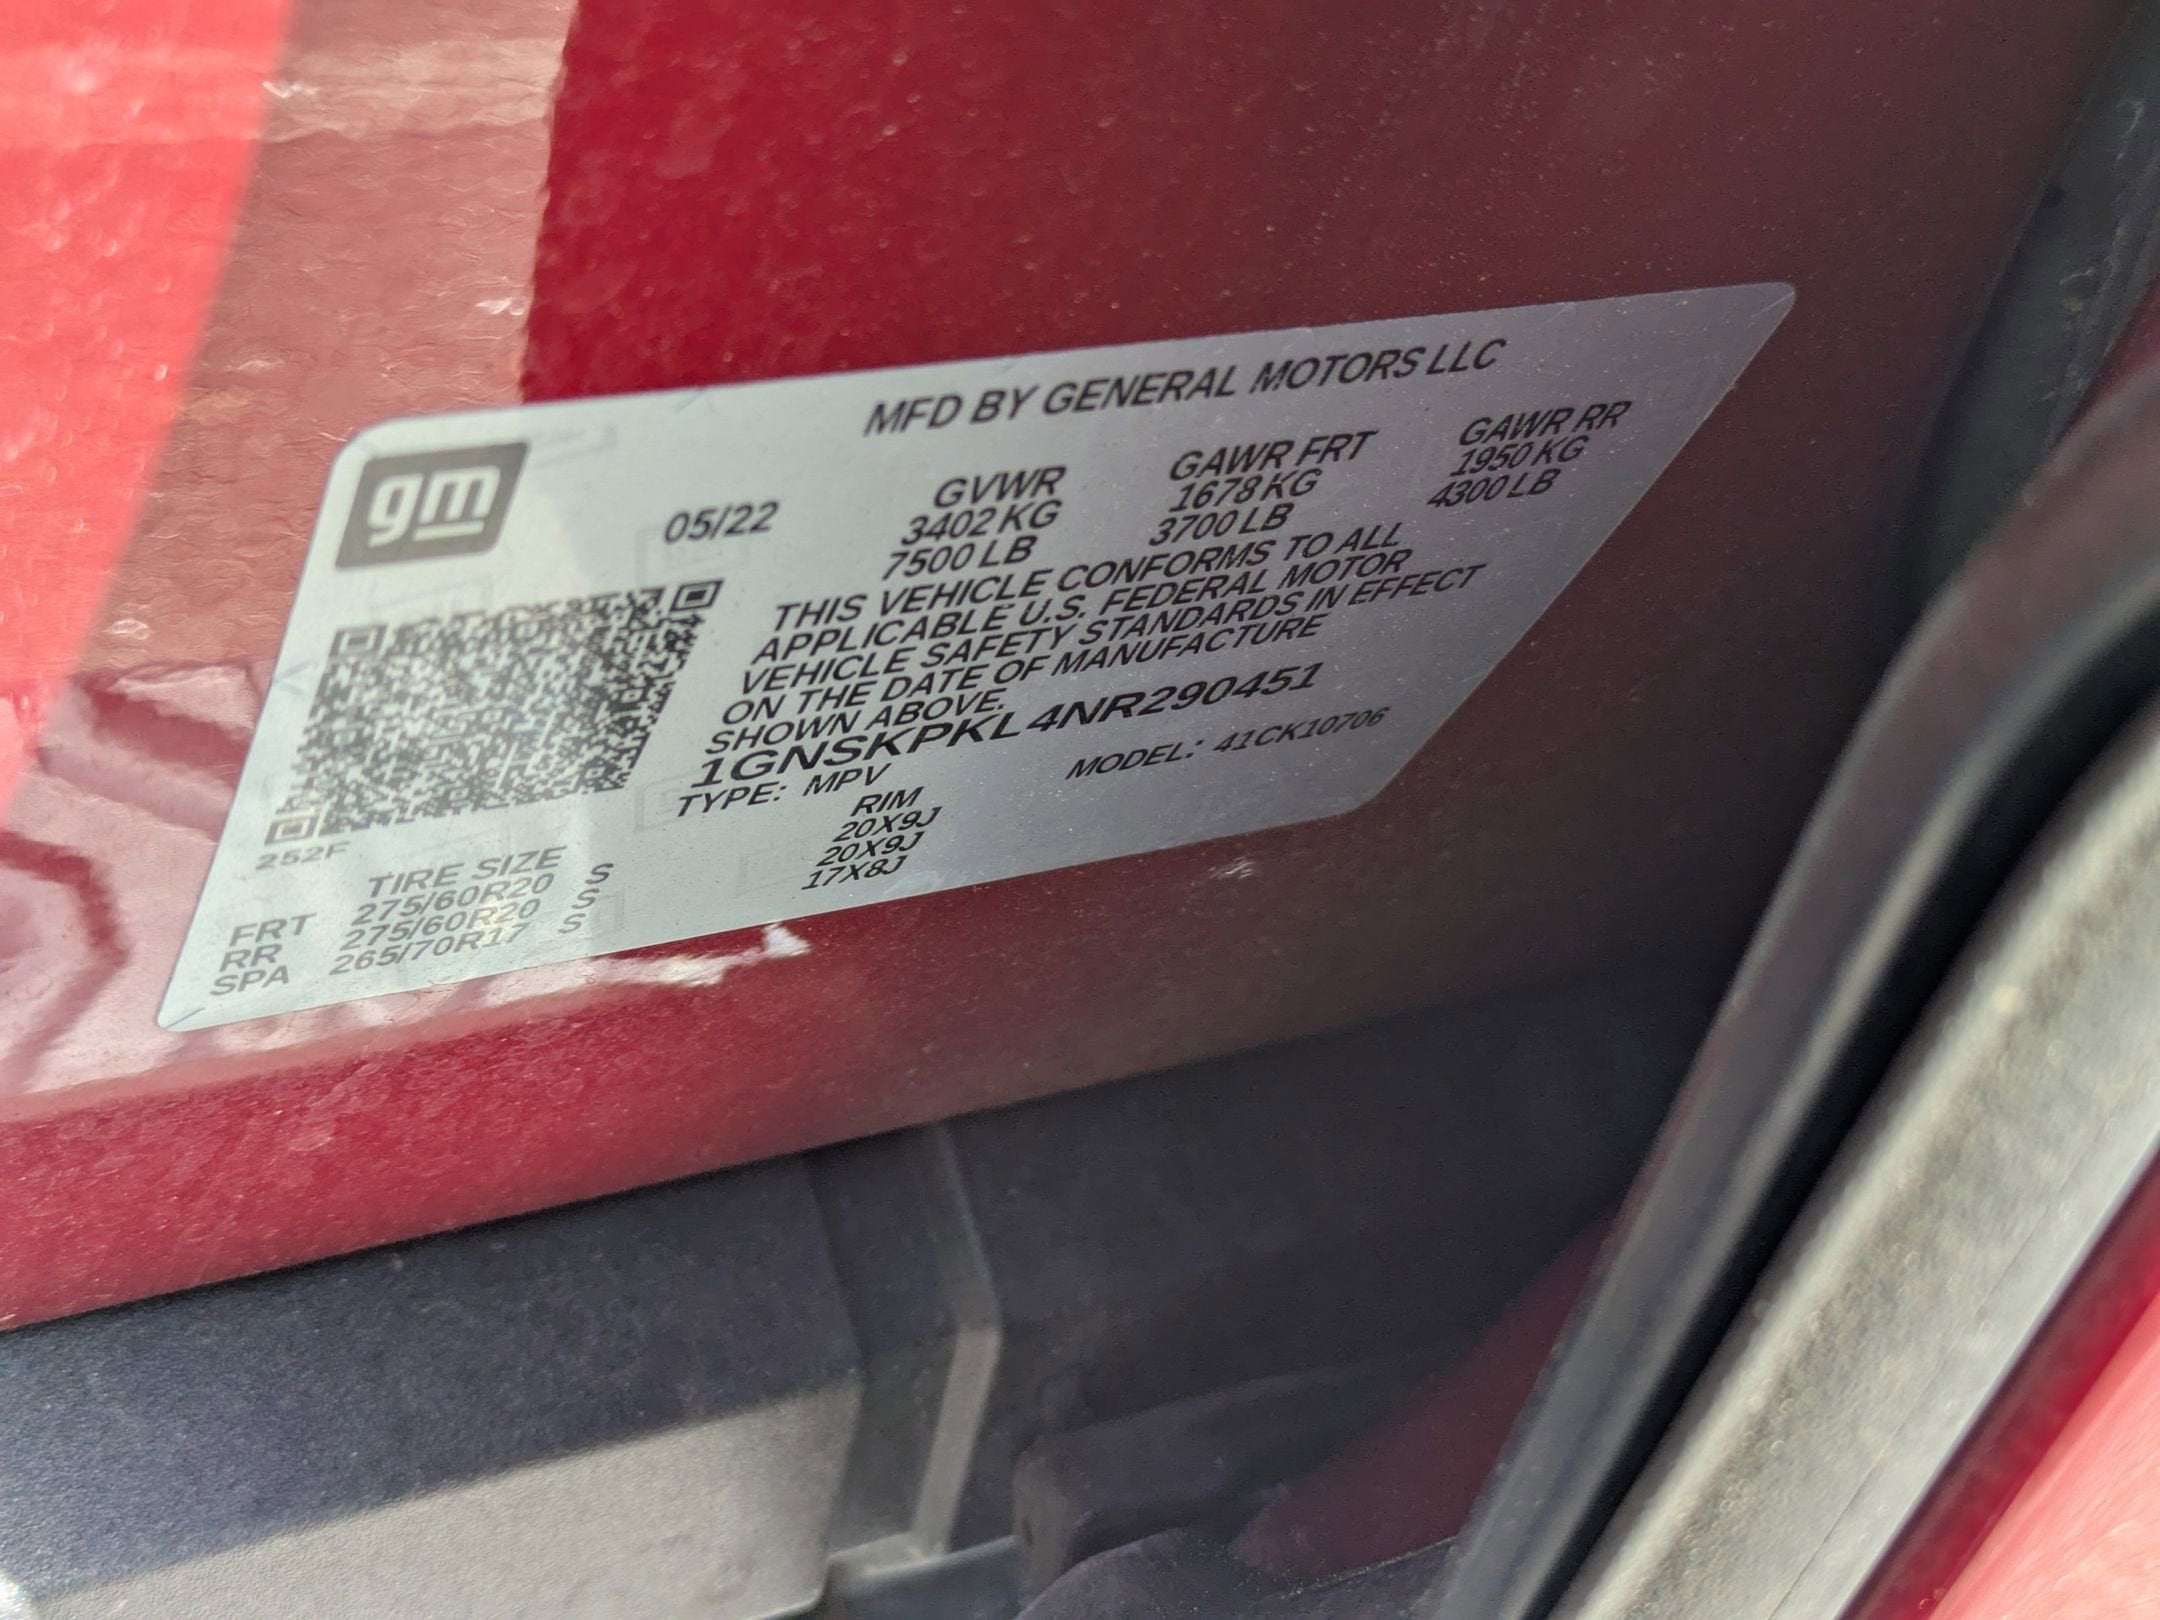 gm
MFD BY GENERAL MOTORS LLC
05/22
GVWR GAWR FRT GAWR RR
3402 KG 1678 KG 1950 KG
7500 LB 3700 LB 4300 LB
THIS VEHICLE CONFORMS TO ALL
APPLICABLE U.S. FEDERAL MOTOR
VEHICLE SAFETY STANDARDS IN EFFECT
ON THE DATE OF MANUFACTURE
SHOWN ABOVE.
1GNSKPKL4NR290451
TYPE: MPV MODEL: 41CK10706
252F
TIRE SIZE RIM
FRT 275/60R20 S 20X9J
RR 275/60R20 S 20X9J
SPA 265/70R17 S 17X8J